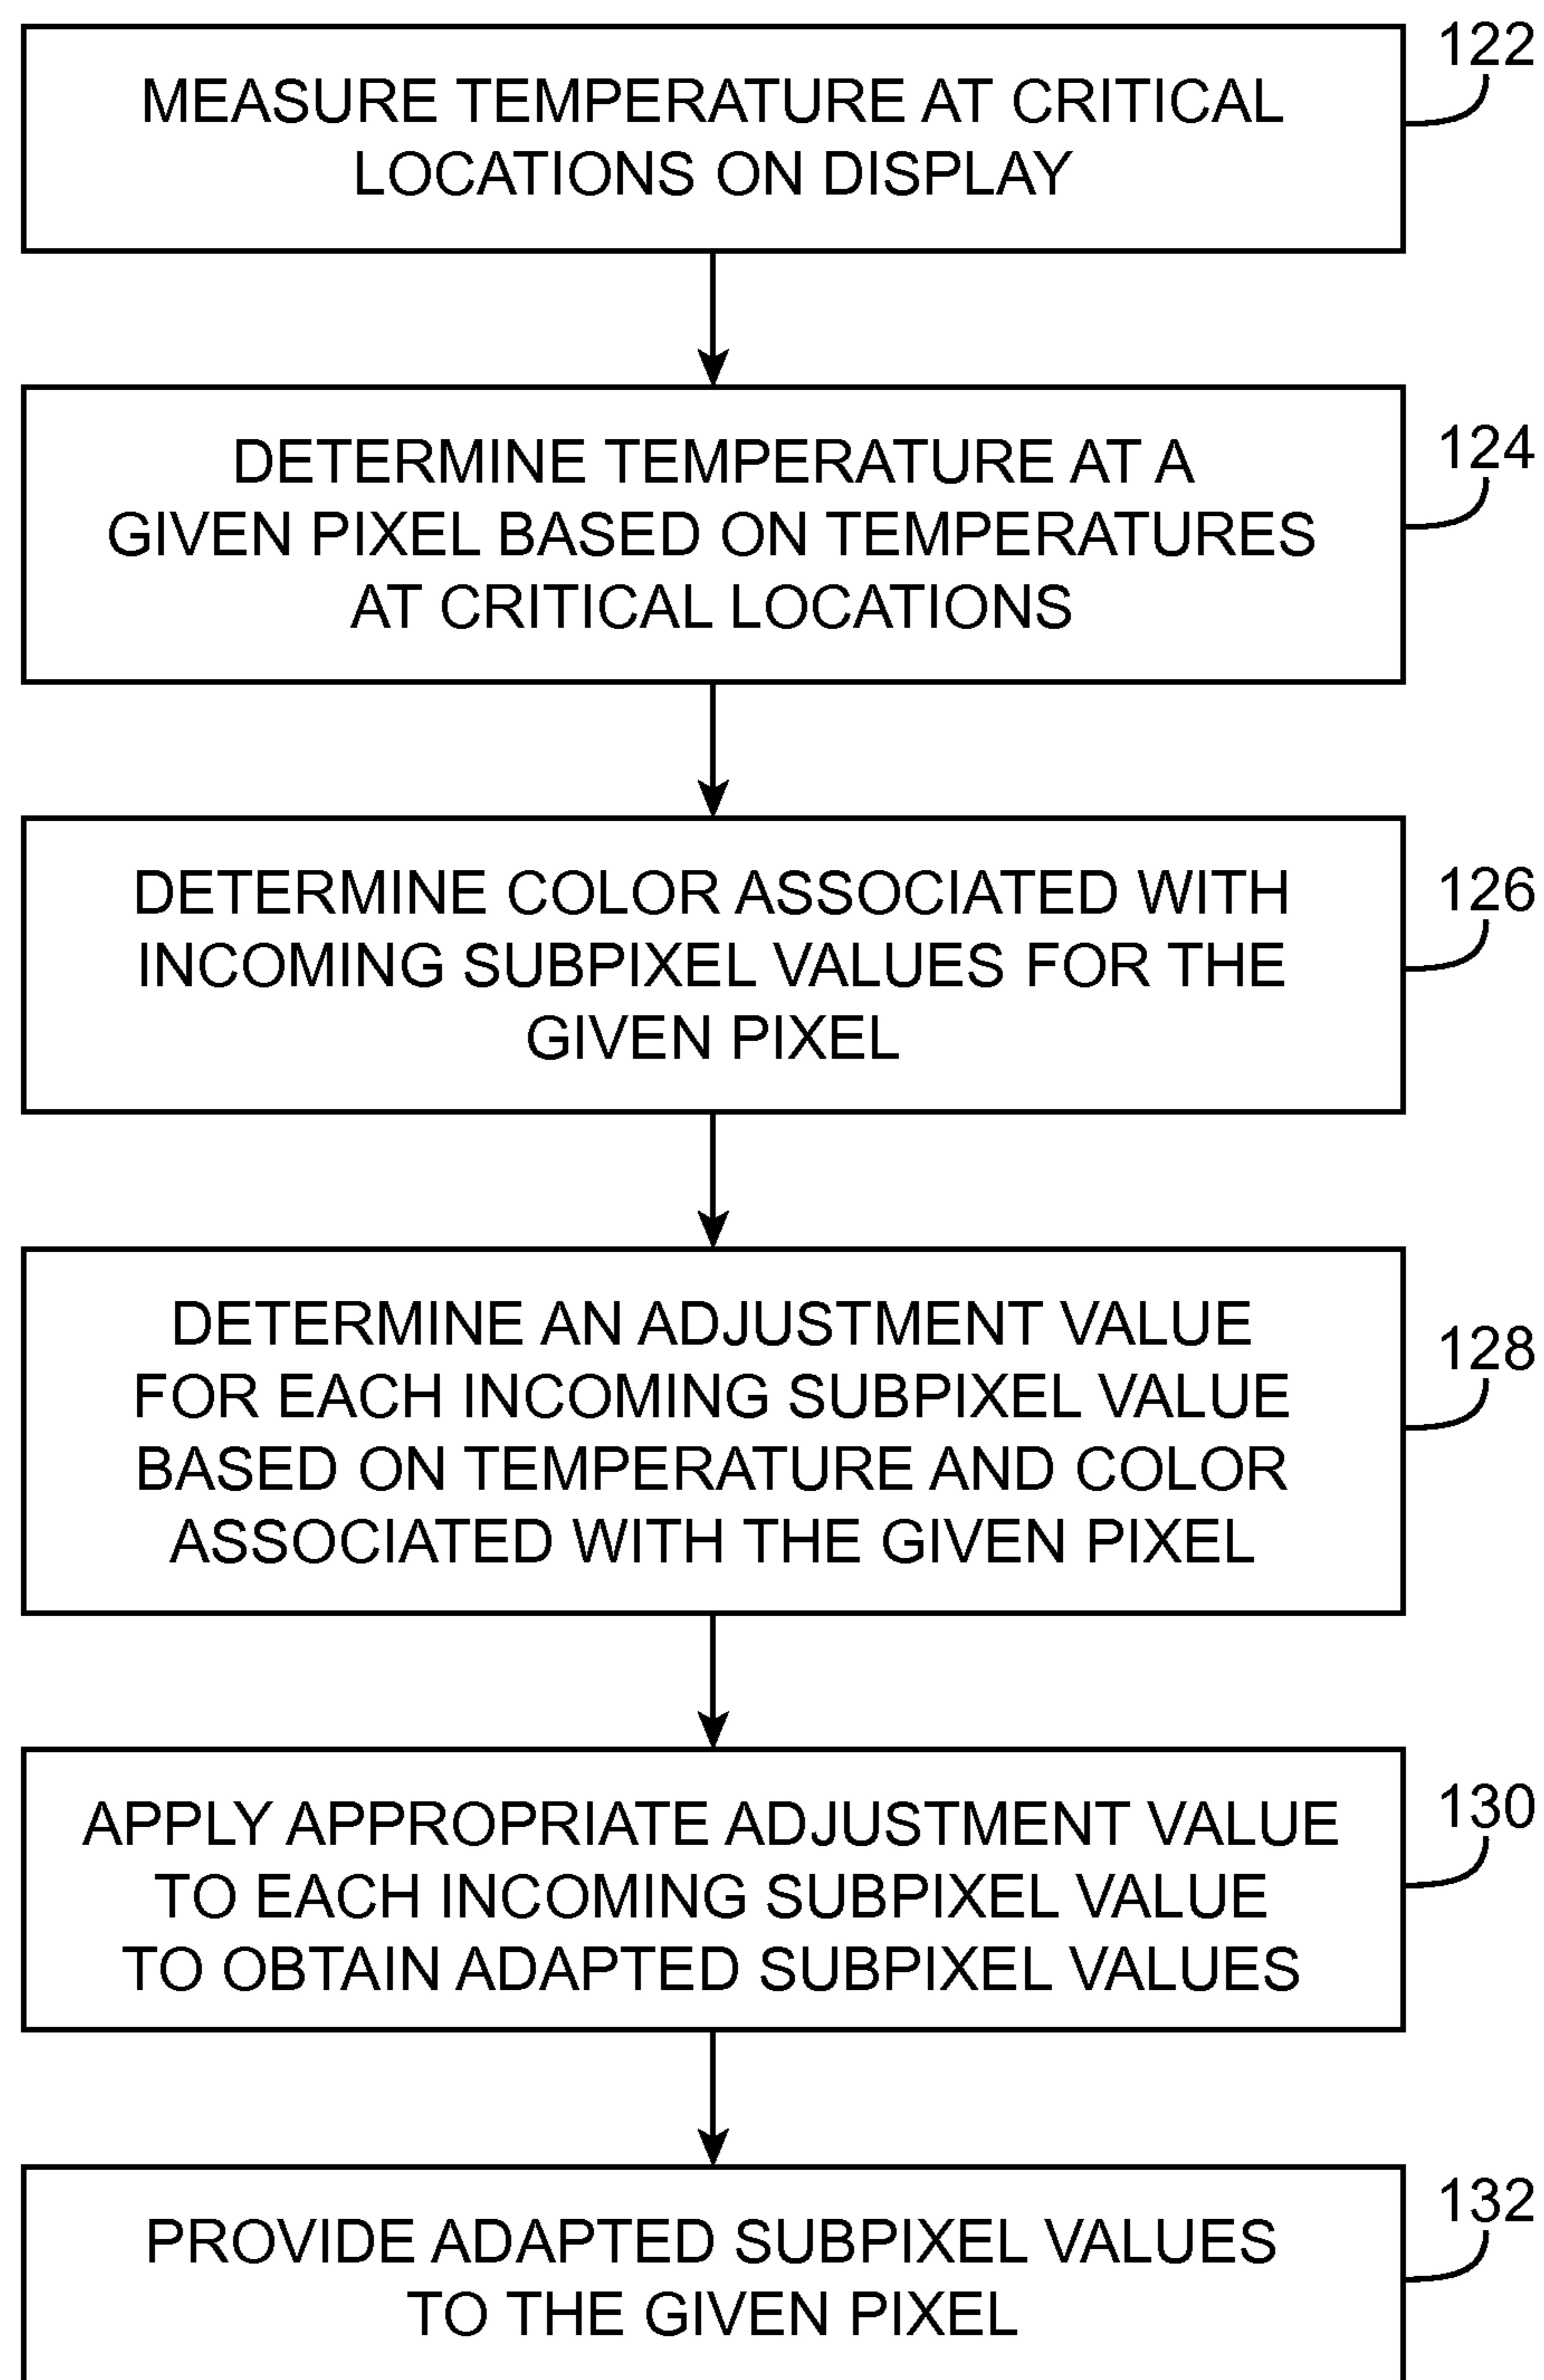 122
MEASURE TEMPERATURE AT CRITICAL
LOCATIONS ON DISPLAY
124
DETERMINE TEMPERATURE AT A
GIVEN PIXEL BASED ON TEMPERATURES
AT CRITICAL LOCATIONS
126
DETERMINE COLOR ASSOCIATED WITH
INCOMING SUBPIXEL VALUES FOR THE
GIVEN PIXEL
128
DETERMINE AN ADJUSTMENT VALUE
FOR EACH INCOMING SUBPIXEL VALUE
BASED ON TEMPERATURE AND COLOR
ASSOCIATED WITH THE GIVEN PIXEL
130
APPLY APPROPRIATE ADJUSTMENT VALUE
TO EACH INCOMING SUBPIXEL VALUE
TO OBTAIN ADAPTED SUBPIXEL VALUES
132
PROVIDE ADAPTED SUBPIXEL VALUES
TO THE GIVEN PIXEL